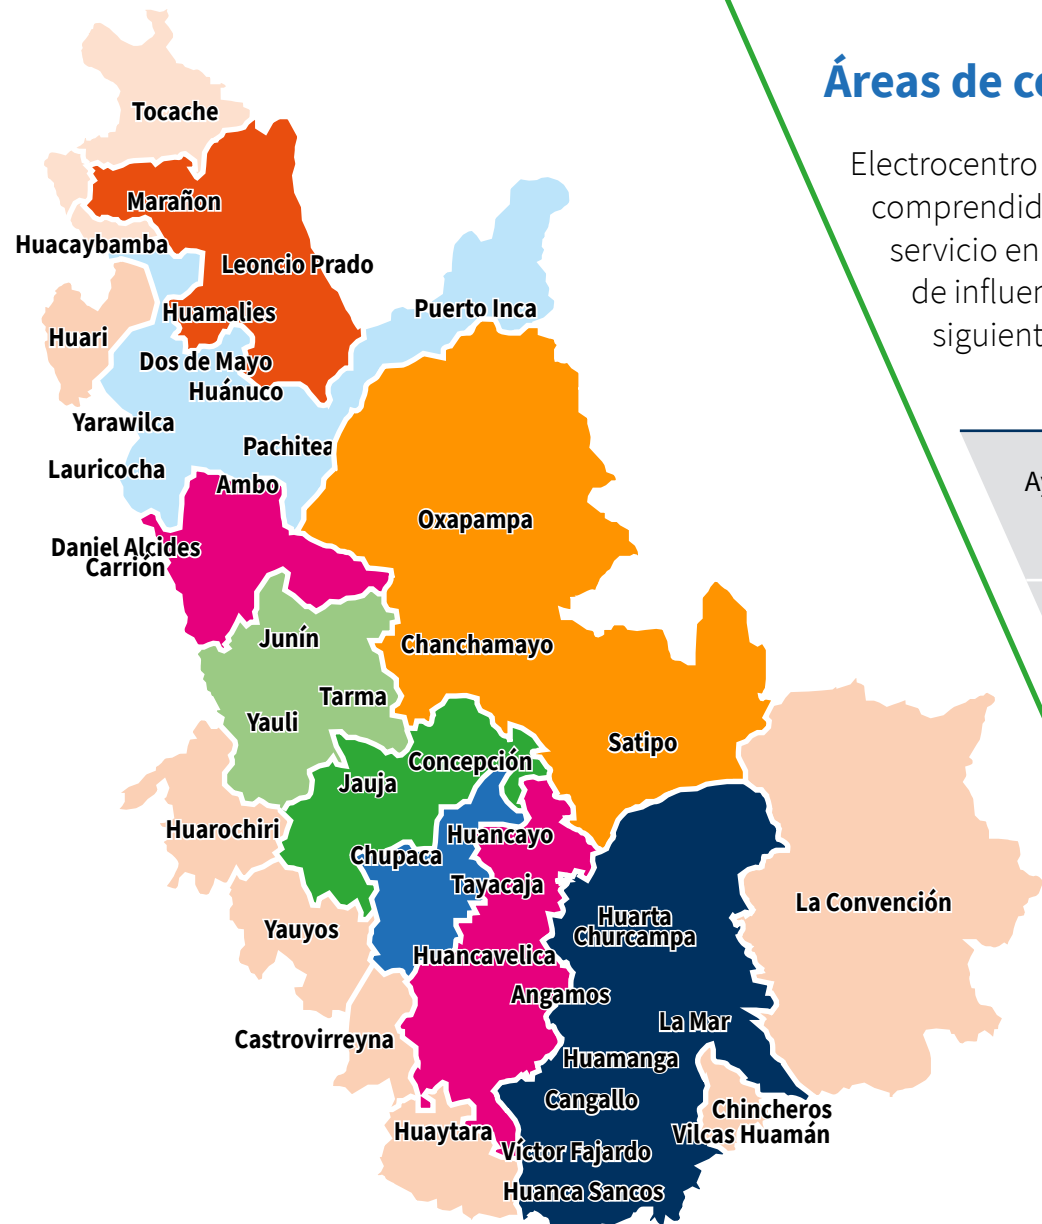 Áreas de co
Electrocentro
comprendid
servicio en
de influen
siguient
Ay
Tocache
Marañon
Huacaybamba
Leoncio Prado
Huamalies
Puerto Inca
Huari
Dos de Mayo
Huánuco
Yarawilca
Pachitea
Lauricocha
Ambo
Oxapampa
Daniel Alcides
Carrión
Junín
Chanchamayo
Tarma
Yauli
Satipo
Concepción
Jauja
Huarochiri
Huancayo
Chupaca
Tayacaja
La Convención
Huarta
Churcampa
Yauyos
Huancavelica
Angamos
La Mar
Castrovirreyna
Huamanga
Cangallo
Chincheros
Huaytara
Vilcas Huamán
Víctor Fajardo
Huanca Sancos